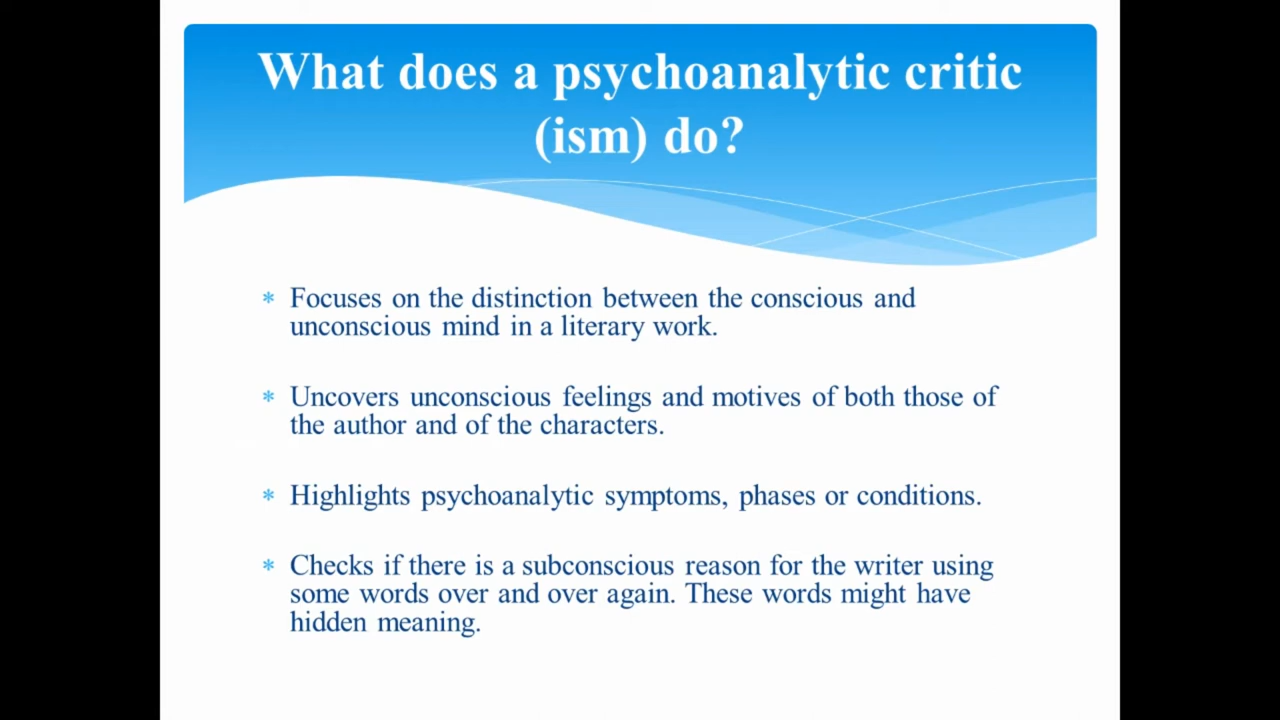 What does a psychoanalytic critic
(ism) do?
* Focuses on the distinction between the conscious and
unconscious mind in a literary work.
* Uncovers unconscious feelings and motives of both those of
the author and of the characters.
* Highlights psychoanalytic symptoms, phases or conditions.
* Checks if there is a subconscious reason for the writer using
some words over and over again. These words might have
hidden meaning.